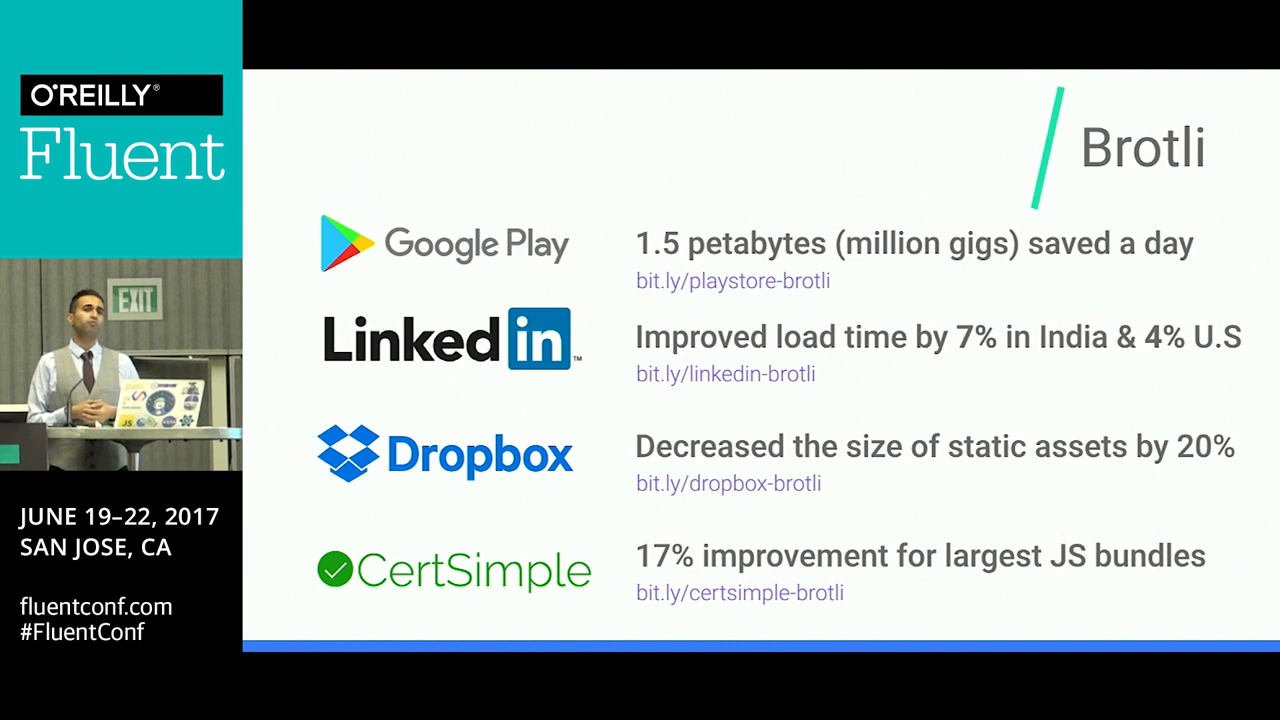 O'REILLY®
Fluent
EXIT
JS
JUNE 19–22, 2017
SAN JOSE, CA
fluentconf.com
#FluentConf
Brotli
Google Play
1.5 petabytes (million gigs) saved a day
bit.ly/playstore-brotli
Linked in™
Improved load time by 7% in India & 4% U.S
bit.ly/linkedin-brotli
Dropbox
Decreased the size of static assets by 20%
bit.ly/dropbox-brotli
CertSimple
17% improvement for largest JS bundles
bit.ly/certsimple-brotli